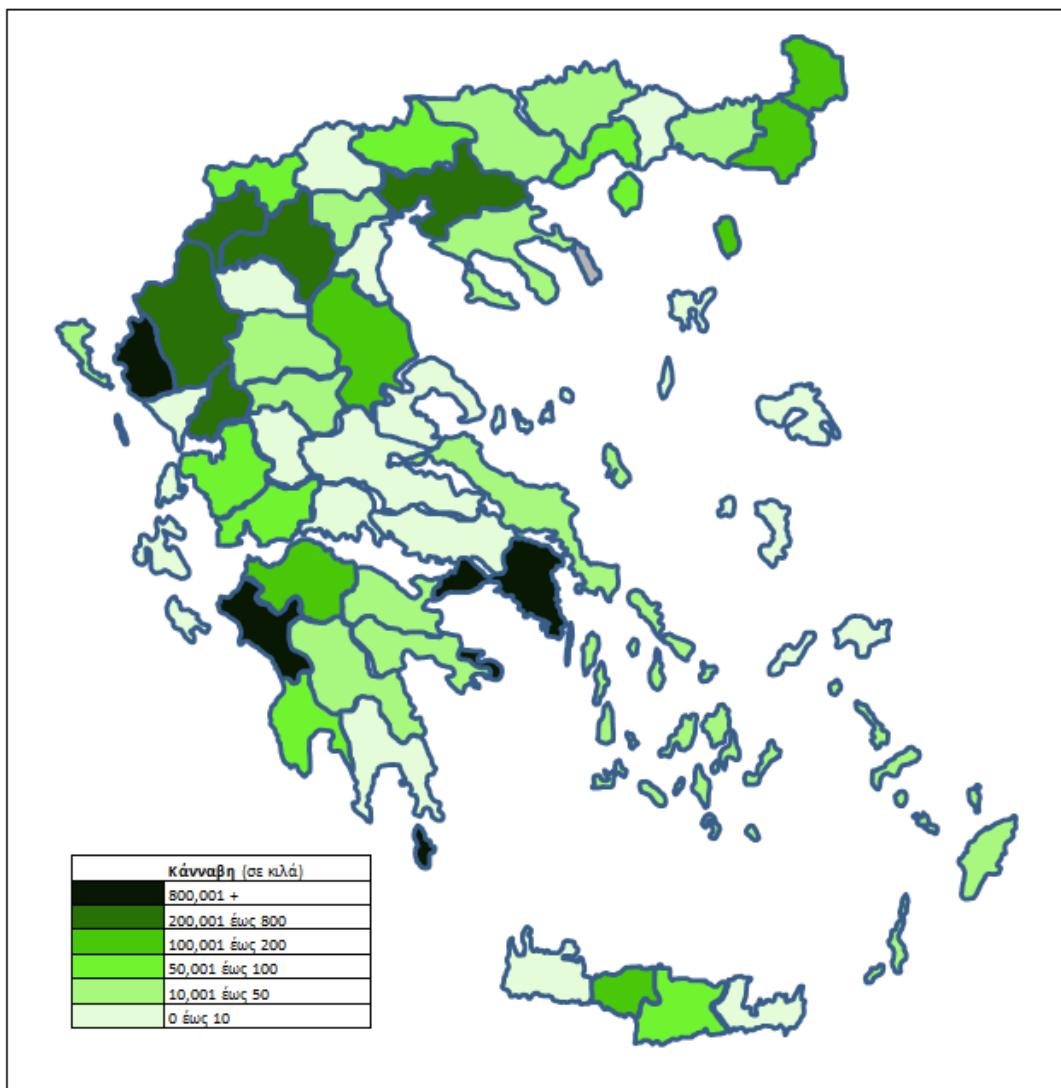 Κάνναβη (σε κιλά)
800,001 +
200,001 έως 800
100,001 έως 200
50,001 έως 100
10,001 έως 50
0 έως 10